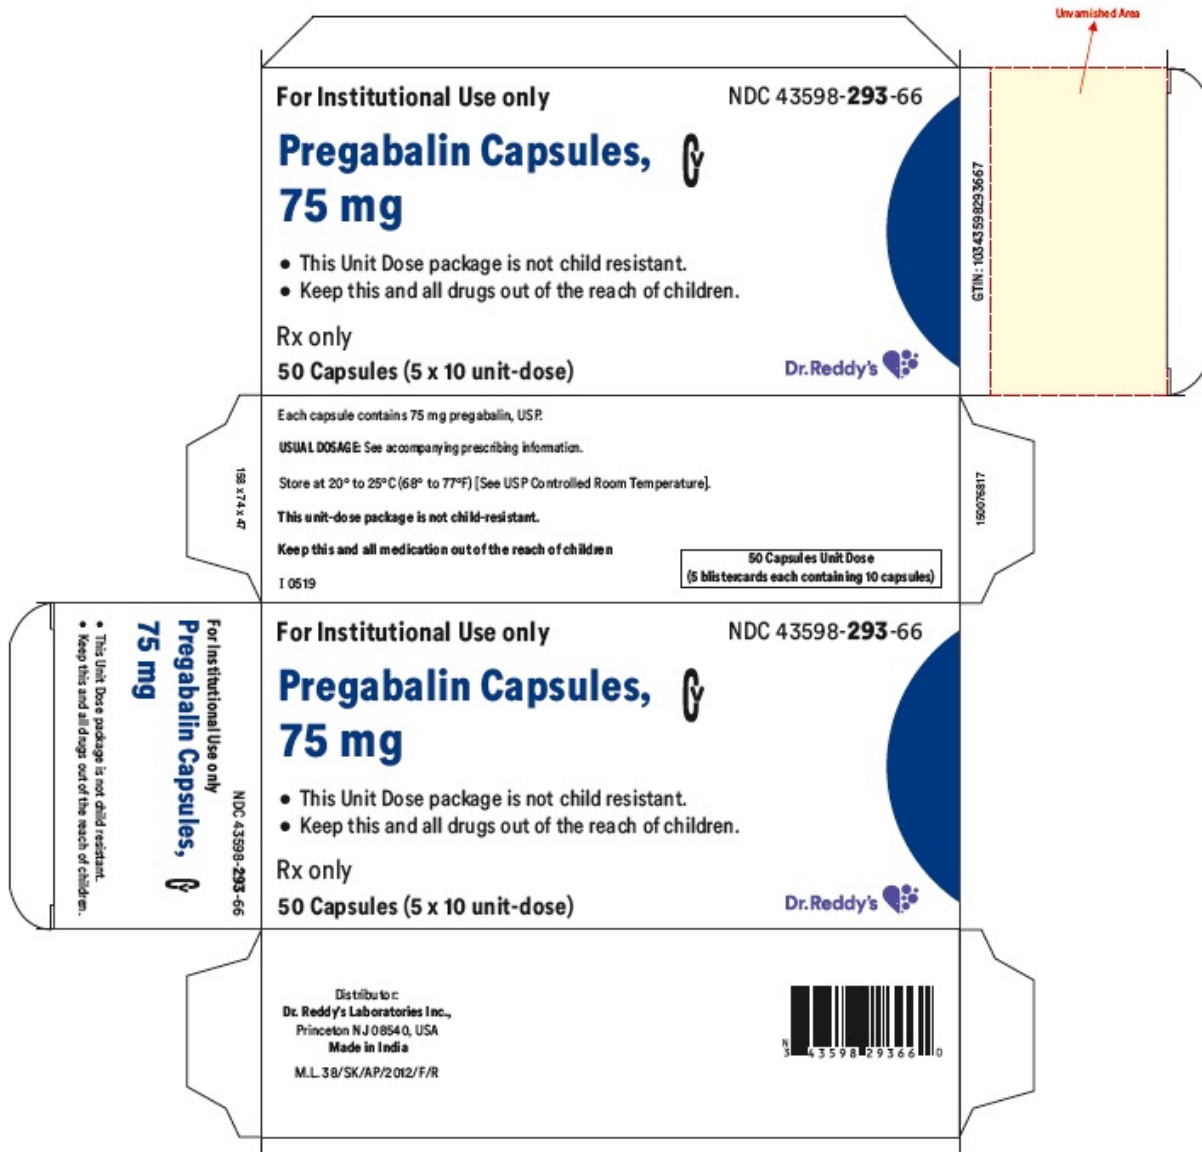 Unvarnished Area
For Institutional Use only
NDC 43598-293-66
Pregabalin Capsules,
CV
75 mg
● This Unit Dose package is not child resistant.
● Keep this and all drugs out of the reach of children.
Rx only
50 Capsules (5 x 10 unit-dose)
Dr.Reddy's
GTIN: 10343598293667
Each capsule contains 75 mg pregabalin, USP.
USUAL DOSAGE: See accompanying prescribing information.
Store at 20° to 25°C (68° to 77°F) [See USP Controlled Room Temperature].
This unit-dose package is not child-resistant.
Keep this and all medication out of the reach of children
I 0519
50 Capsules Unit Dose
(5 blistercards each containing 10 capsules)
158 x 74 x 47
150076817
For Institutional Use only
NDC 43598-293-66
Pregabalin Capsules,
CV
75 mg
● This Unit Dose package is not child resistant.
● Keep this and all drugs out of the reach of children.
For Institutional Use only
NDC 43598-293-66
Pregabalin Capsules,
CV
75 mg
● This Unit Dose package is not child resistant.
● Keep this and all drugs out of the reach of children.
Rx only
50 Capsules (5 x 10 unit-dose)
Dr.Reddy's
Distributor:
Dr. Reddy's Laboratories Inc.,
Princeton NJ 08540, USA
Made in India
M.L. 38/SK/AP/2012/F/R
N
3 43598 29366 0